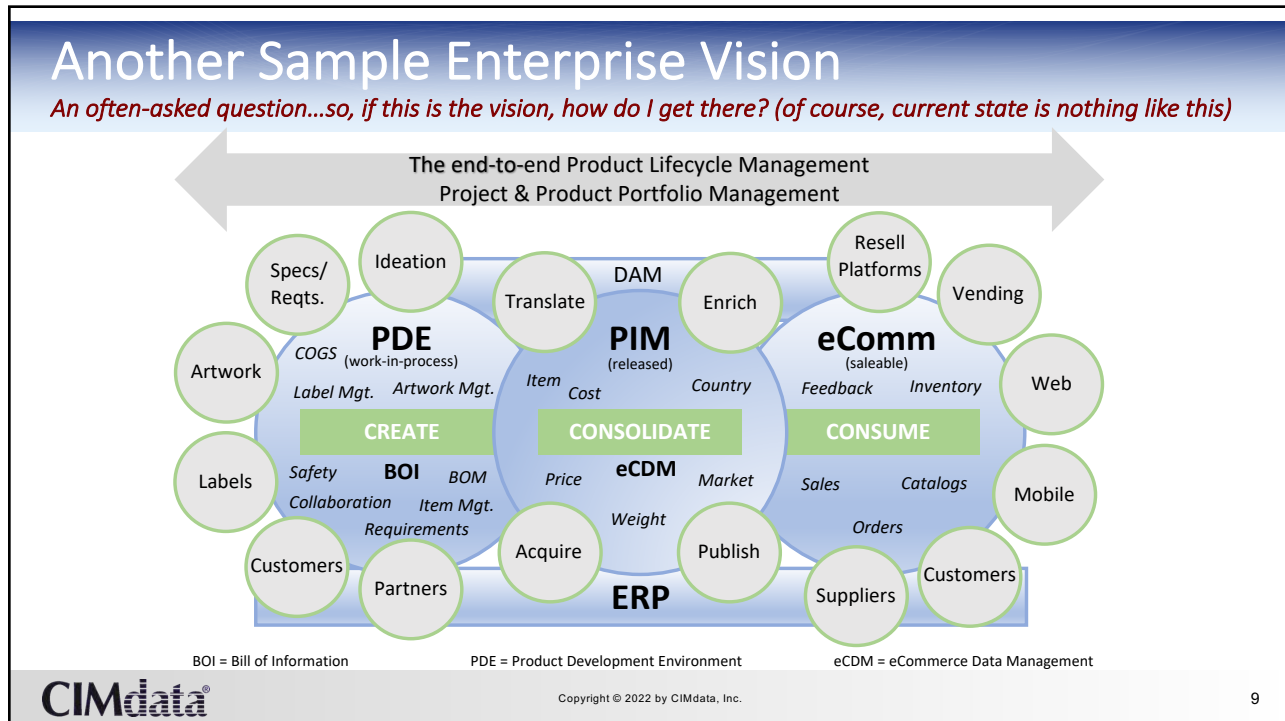 Another Sample Enterprise Vision
An often-asked question…so, if this is the vision, how do I get there? (of course, current state is nothing like this)
The end-to-end Product Lifecycle Management
Project & Product Portfolio Management
Specs/
Reqts.
Ideation
Translate
DAM
Enrich
Resell
Platforms
Vending
Artwork
PDE
(work-in-process)
COGS
Label Mgt.
Artwork Mgt.
PIM
(released)
Item
Cost
Country
eComm
(saleable)
Feedback
Inventory
Web
CREATE
CONSOLIDATE
CONSUME
Labels
Safety
BOI
BOM
Collaboration
Item Mgt.
Requirements
Price
eCDM
Market
Weight
Sales
Catalogs
Orders
Mobile
Customers
Partners
Acquire
ERP
Publish
Suppliers
Customers
BOI = Bill of Information
PDE = Product Development Environment
eCDM = eCommerce Data Management
CIMdata®
Copyright © 2022 by CIMdata, Inc.
9